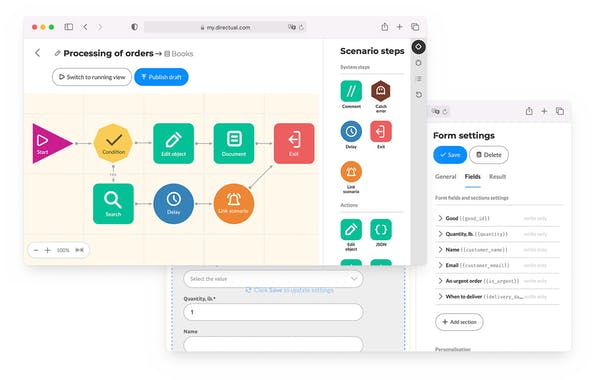 my.directual.com
Processing of orders → Books
Switch to running view
Publish draft
Start
Condition
Edit object
Document
Exit
yes
Search
Delay
Link scenario
100%
Scenario steps
System steps
Comment
Catch error
Delay
Exit
Link scenario
Actions
Edit object
JSON
Form settings
Save
Delete
General
Fields
Result
Form fields and sections settings
Good {{good_id}} write only
Quantity, lb. {{quantity}} write only
Name {{customer_name}} write only
Email {{customer_email}} write only
An urgent order {{is_urgent}} write only
When to deliver {{delivery_da... write only
Add section
Personalisation
Select the value
Click Save to update settings
Quantity, lb.*
1
Name